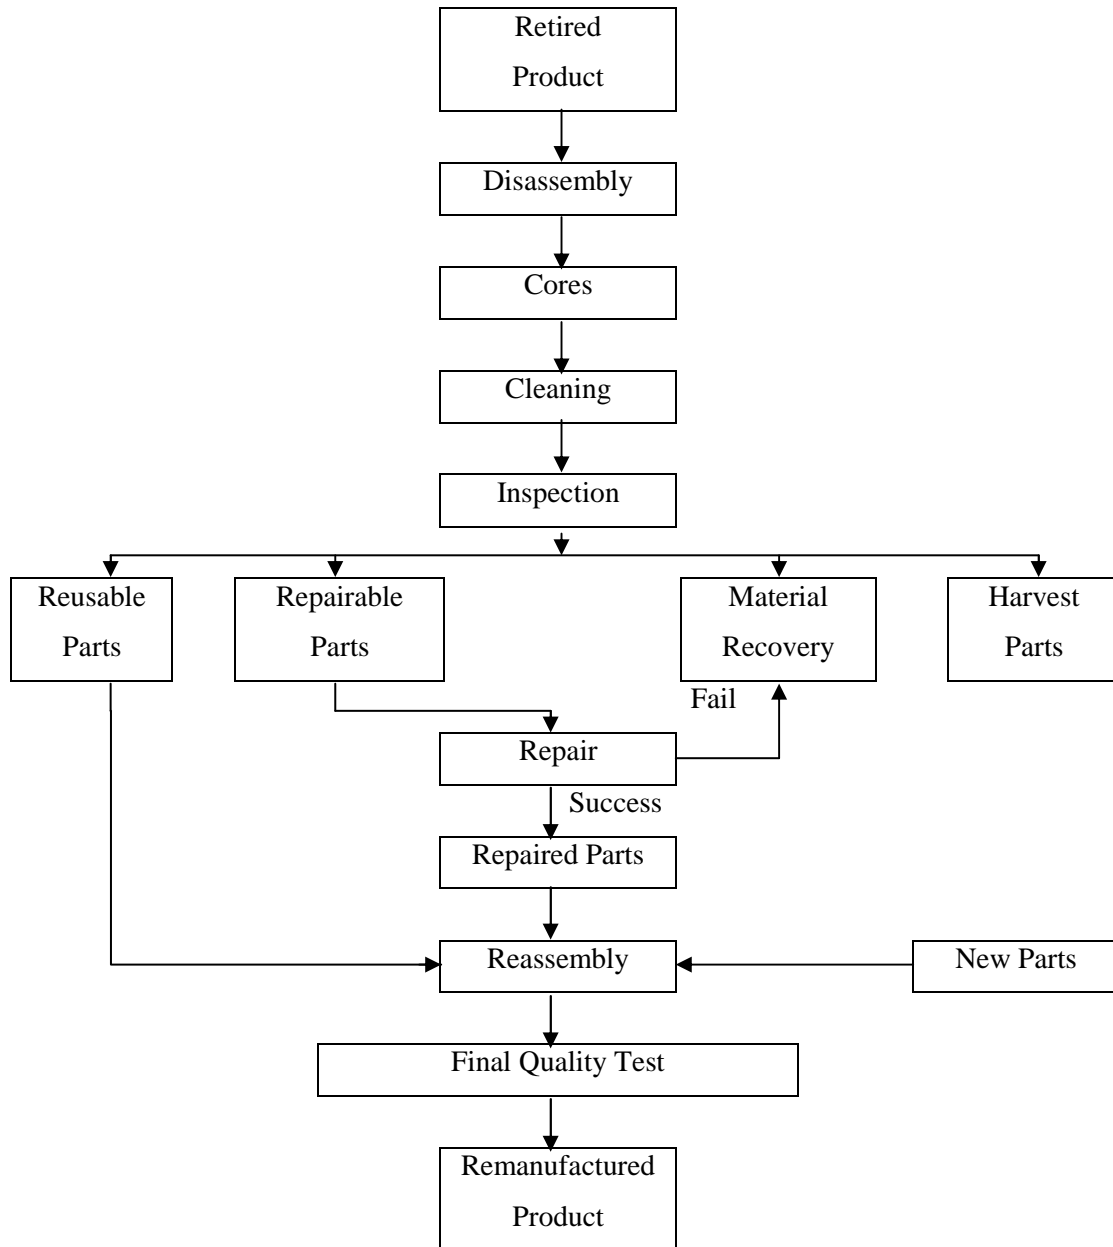 Retired
Product
Disassembly
Cores
Cleaning
Inspection
Reusable
Parts
Repairable
Parts
Material
Recovery
Harvest
Parts
Fail
Repair
Success
Repaired Parts
Reassembly
New Parts
Final Quality Test
Remanufactured
Product